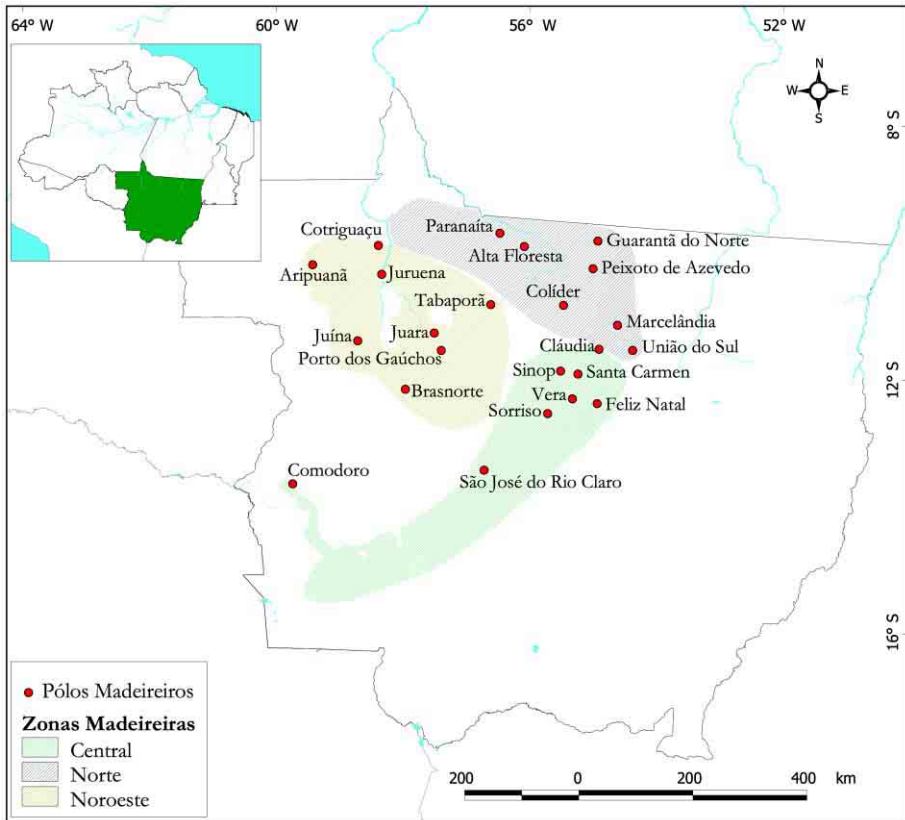 64° W
60° W
56° W
52° W
N
W E
S
8° S
Cotriguaçu
Paranaíta
Guarantã do Norte
Alta Floresta
Aripuanã
Juruena
Peixoto de Azevedo
Tabaporã
Colíder
Marcelândia
Juína
Juara
Cláudia
União do Sul
Porto dos Gaúchos
Sinop
Santa Carmen
12° S
Brasnorte
Vera
Feliz Natal
Sorriso
Comodoro
São José do Rio Claro
16° S
Pólos Madeireiros
Zonas Madeireiras
Central
Norte
Noroeste
200 0 200 400 km